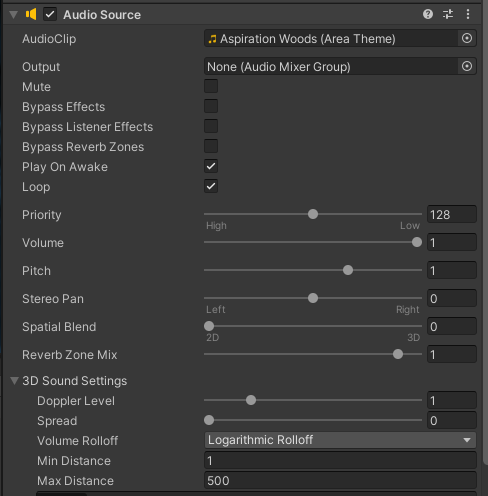 Audio Source
AudioClip Aspiration Woods (Area Theme)
Output None (Audio Mixer Group)
Mute
Bypass Effects
Bypass Listener Effects
Bypass Reverb Zones
Play On Awake
Loop
Priority 128
High Low
Volume 1
Pitch 1
Stereo Pan 0
Left Right
Spatial Blend 0
2D 3D
Reverb Zone Mix 1
3D Sound Settings
Doppler Level 1
Spread 0
Volume Rolloff Logarithmic Rolloff
Min Distance 1
Max Distance 500